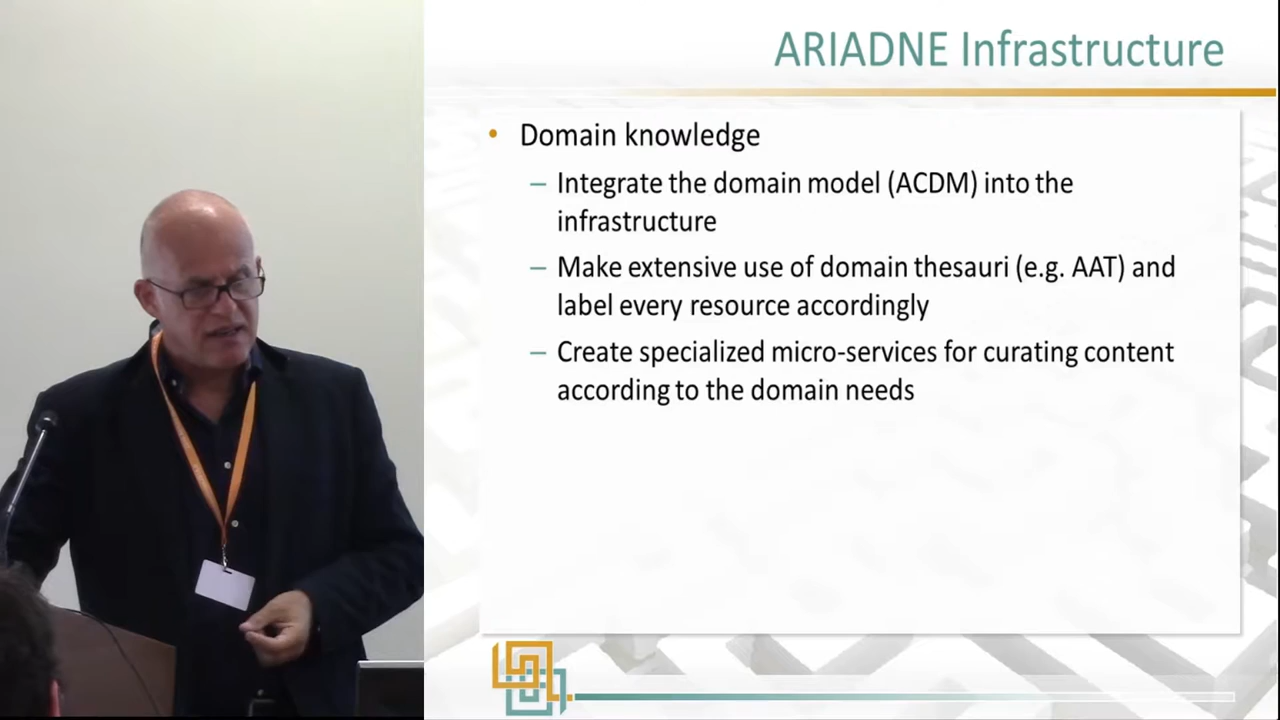 ARIADNE Infrastructure
• Domain knowledge
– Integrate the domain model (ACDM) into the
infrastructure
– Make extensive use of domain thesauri (e.g. AAT) and
label every resource accordingly
– Create specialized micro-services for curating content
according to the domain needs